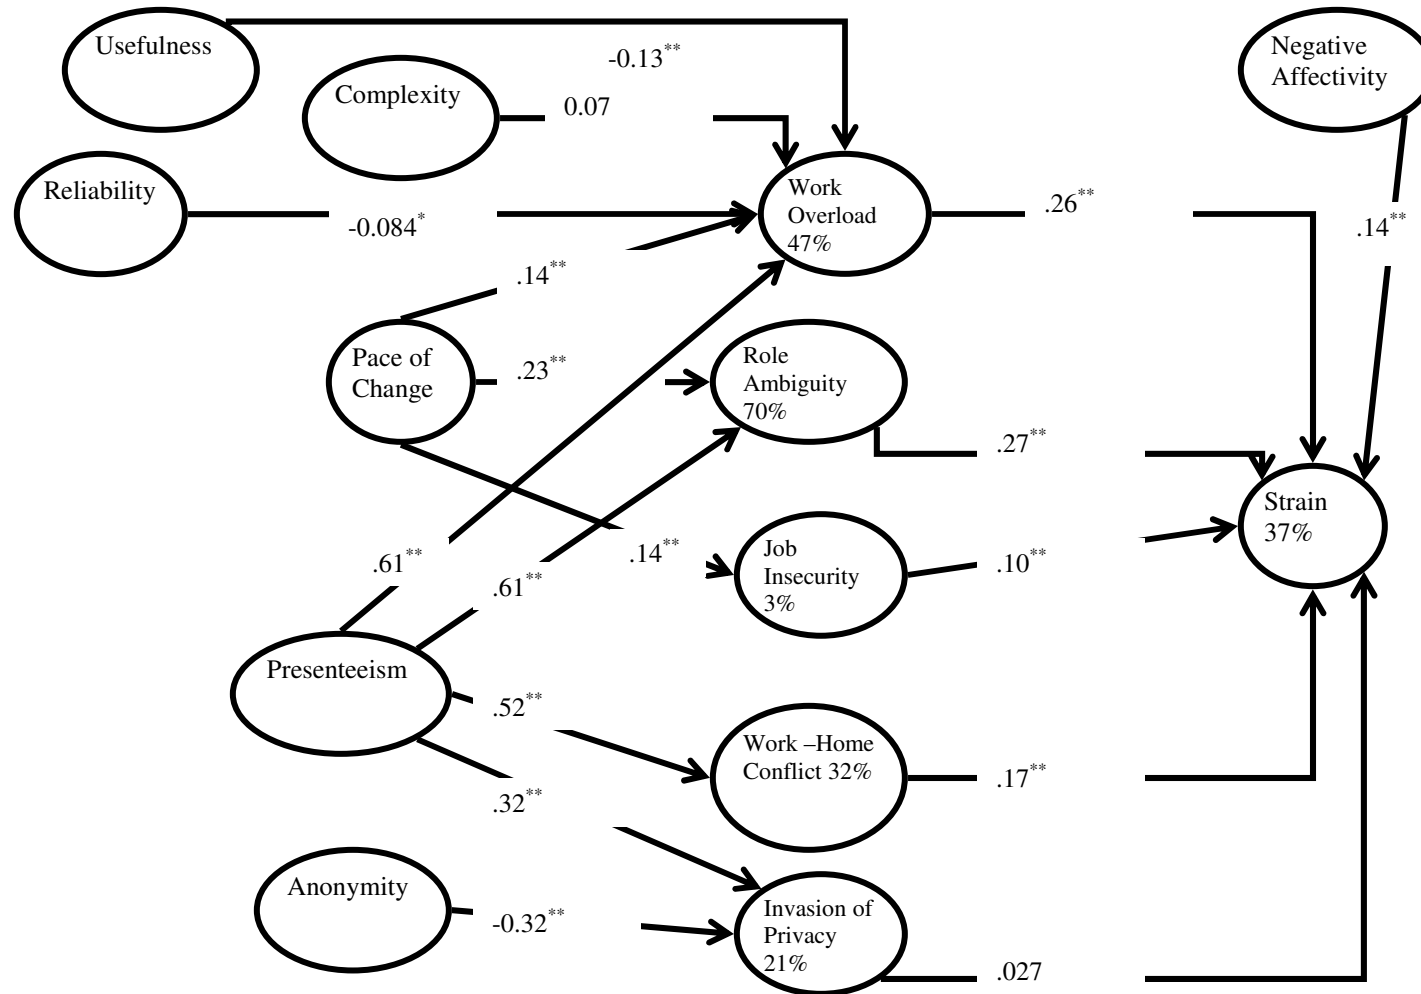 Usefulness
-0.13**
Negative
Affectivity
Complexity
0.07
Reliability
-0.084*
Work
Overload
47%
.26**
.14**
.14**
Pace of
Change
.23**
Role
Ambiguity
70%
.27**
Strain
37%
.61**
.61**
.14**
Job
Insecurity
3%
.10**
Presenteeism
.52**
Work –Home
Conflict 32%
.17**
.32**
Anonymity
-0.32**
Invasion of
Privacy
21%
.027